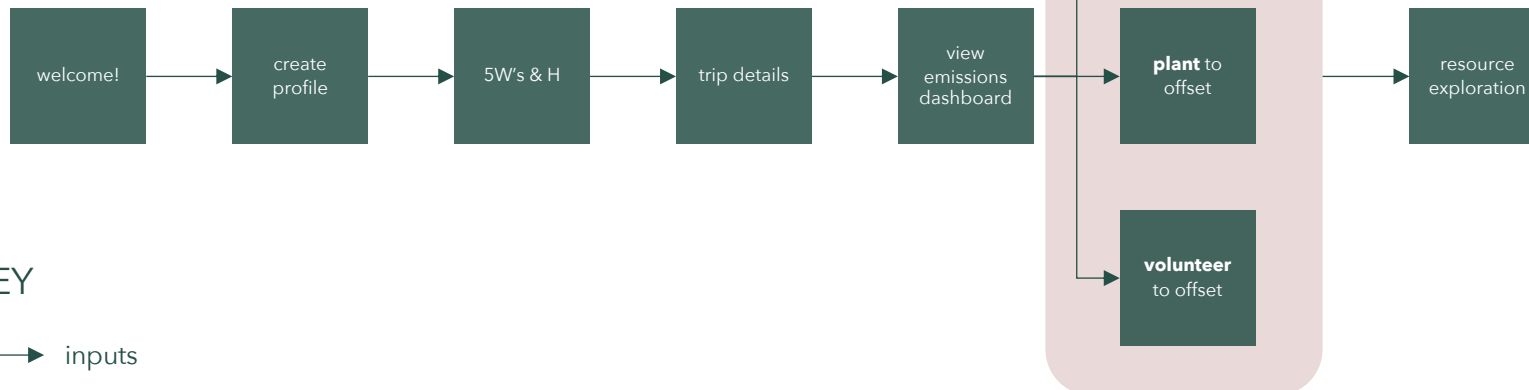 welcome!
create
profile
5W's & H
trip details
view
emissions
dashboard
plant to
offset
resource
exploration
volunteer
to offset
EY
inputs